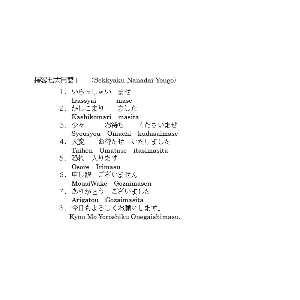 接客七大用語 (Sekkyaku Nanadai Yougo)
1. いらっしゃい ませ
Irassyai mase
2. かしこまり ました
Kashikomari masita
3. 少々 お待ち くださいませ
Syousyou Omachi kudasaimase
4. 大変 お待たせ いたしました
Taihen Omatase itasimasita
5. 恐れ 入ります
Osore Irimasu
6. 申し訳 ございません
MousiWake Gozaimasen
7. ありがとう ございました
Arigatou Gozaimasita
8. 今日もよろしくお願いします。
Kyou Mo Yoroshiku Onegaishimasu.